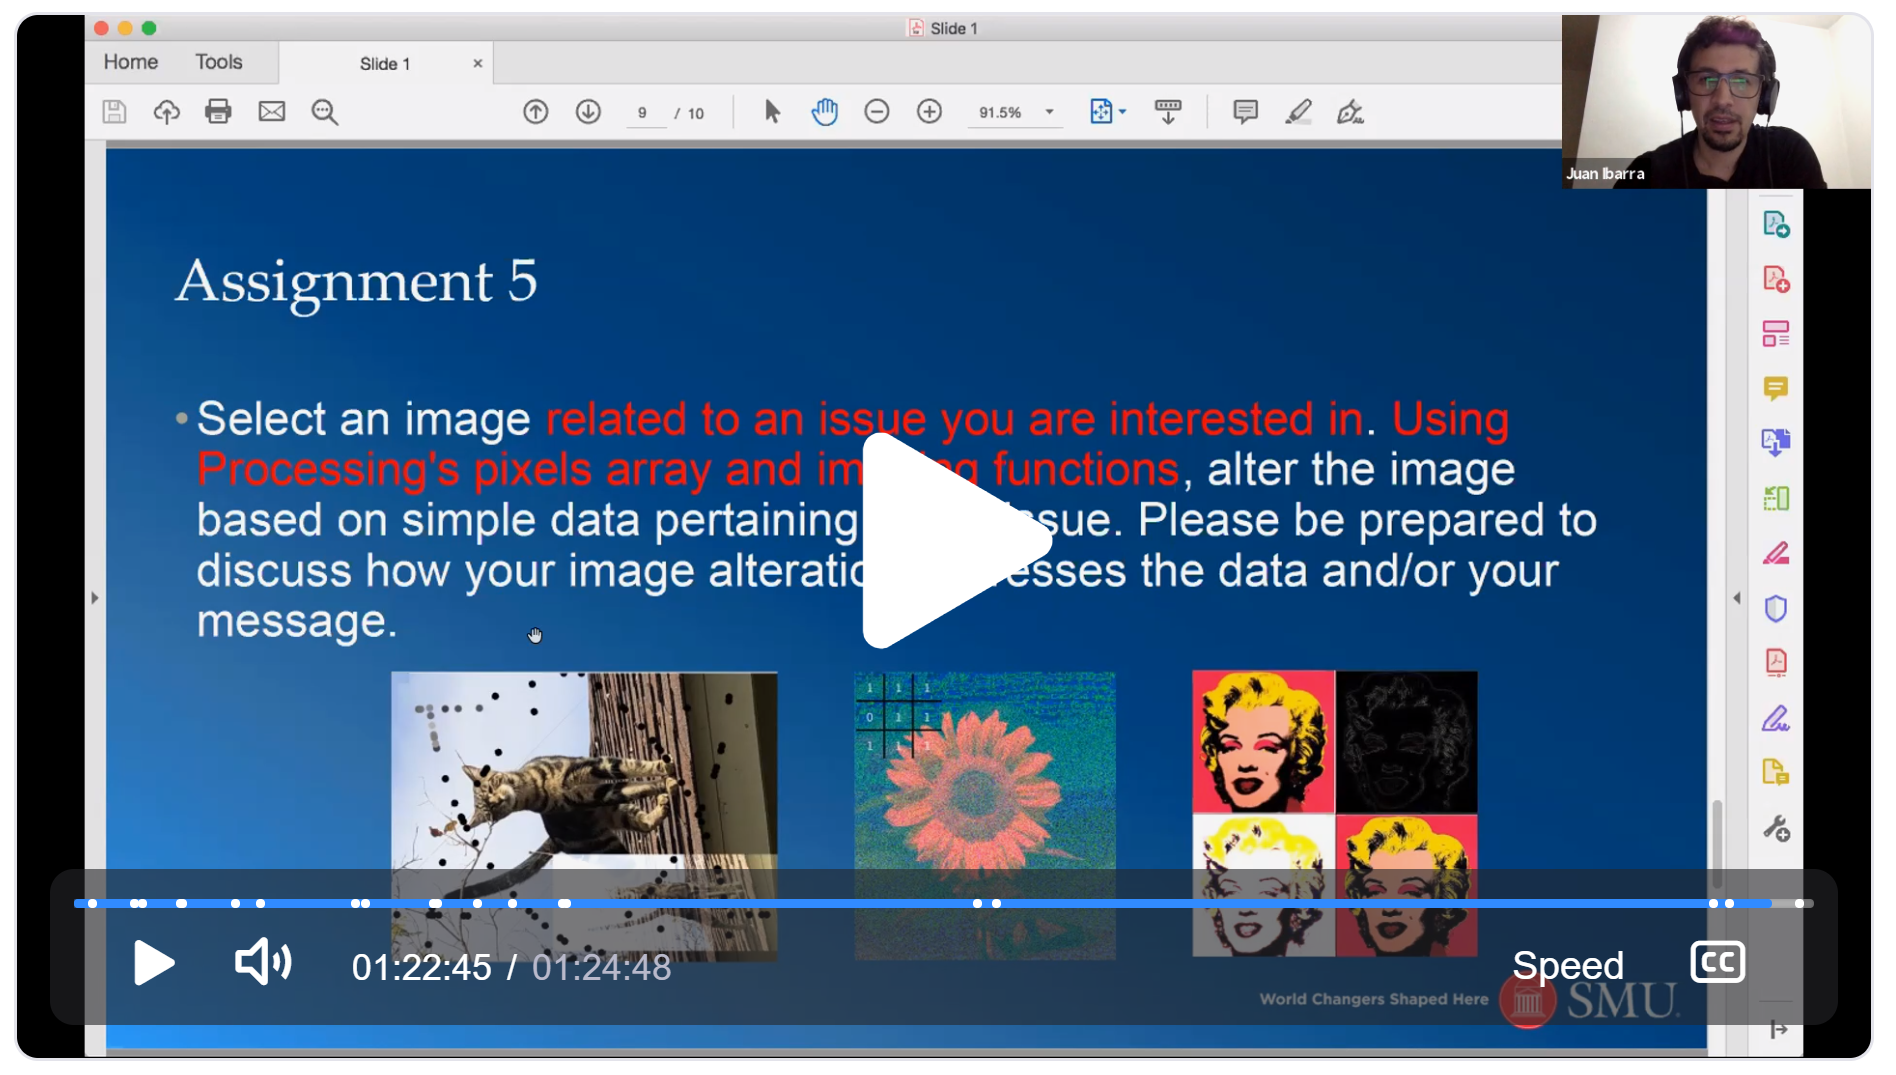 Slide 1
Home Tools Slide 1 ×
9 / 10 91.5%
Juan Ibarra
Assignment 5
• Select an image related to an issue you are interested in. Using
Processing's pixels array and im functions, alter the image
based on simple data pertaining ssue. Please be prepared to
discuss how your image alteratio esses the data and/or your
message.
1 1 1
0 1 1
1 1 1
01:22:45 / 01:24:48
Speed
CC
World Changers Shaped Here
SMU